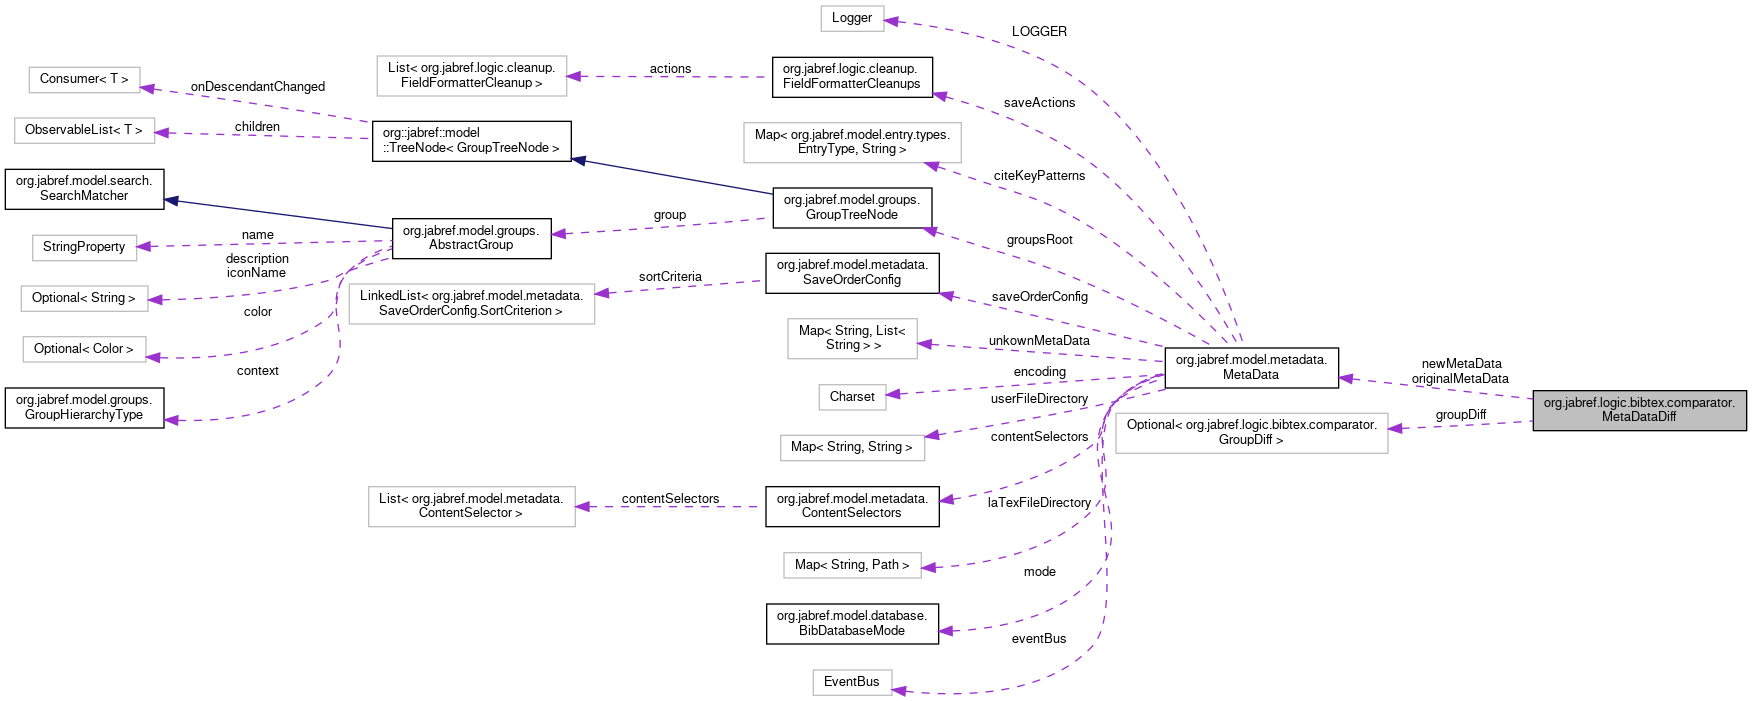 Logger
LOGGER
List< org.jabref.logic.cleanup.
FieldFormatterCleanup >
actions
org.jabref.logic.cleanup.
FieldFormatterCleanups
saveActions
Consumer< T >
onDescendantChanged
ObservableList< T >
children
org::jabref::model
::TreeNode< GroupTreeNode >
Map< org.jabref.model.entry.types.
EntryType, String >
citeKeyPatterns
org.jabref.model.search.
SearchMatcher
org.jabref.model.groups.
GroupTreeNode
group
groupsRoot
org.jabref.model.groups.
AbstractGroup
StringProperty
name
description
iconName
Optional< String >
color
Optional< Color >
context
org.jabref.model.groups.
GroupHierarchyType
LinkedList< org.jabref.model.metadata.
SaveOrderConfig.SortCriterion >
sortCriteria
org.jabref.model.metadata.
SaveOrderConfig
saveOrderConfig
Map< String, List<
String > >
unkownMetaData
Charset
encoding
Map< String, String >
userFileDirectory
org.jabref.model.metadata.
MetaData
newMetaData
originalMetaData
org.jabref.logic.bibtex.comparator.
MetaDataDiff
Optional< org.jabref.logic.bibtex.comparator.
GroupDiff >
groupDiff
List< org.jabref.model.metadata.
ContentSelector >
contentSelectors
org.jabref.model.metadata.
ContentSelectors
contentSelectors
Map< String, Path >
laTexFileDirectory
org.jabref.model.database.
BibDatabaseMode
mode
EventBus
eventBus